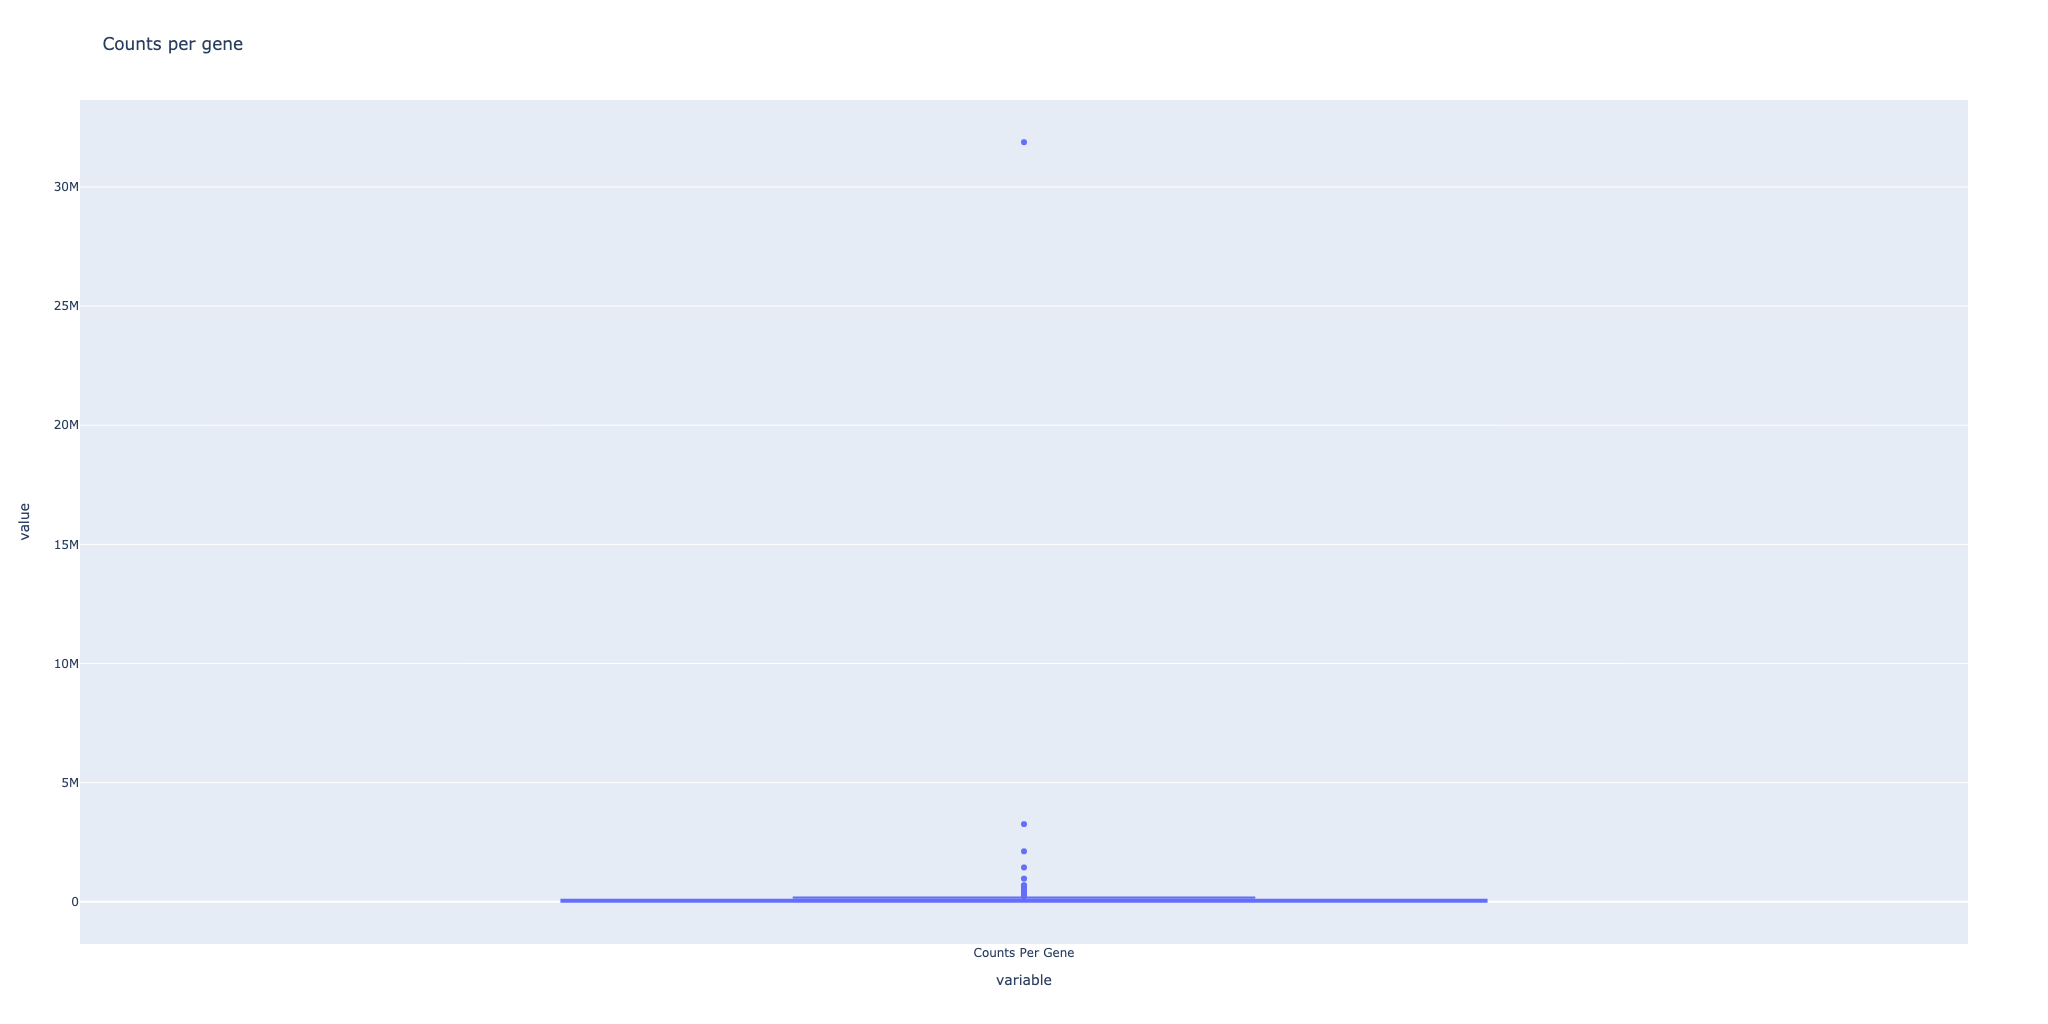 Counts per gene
30M
25M
20M
15M
10M
5M
0
value
Counts Per Gene
variable